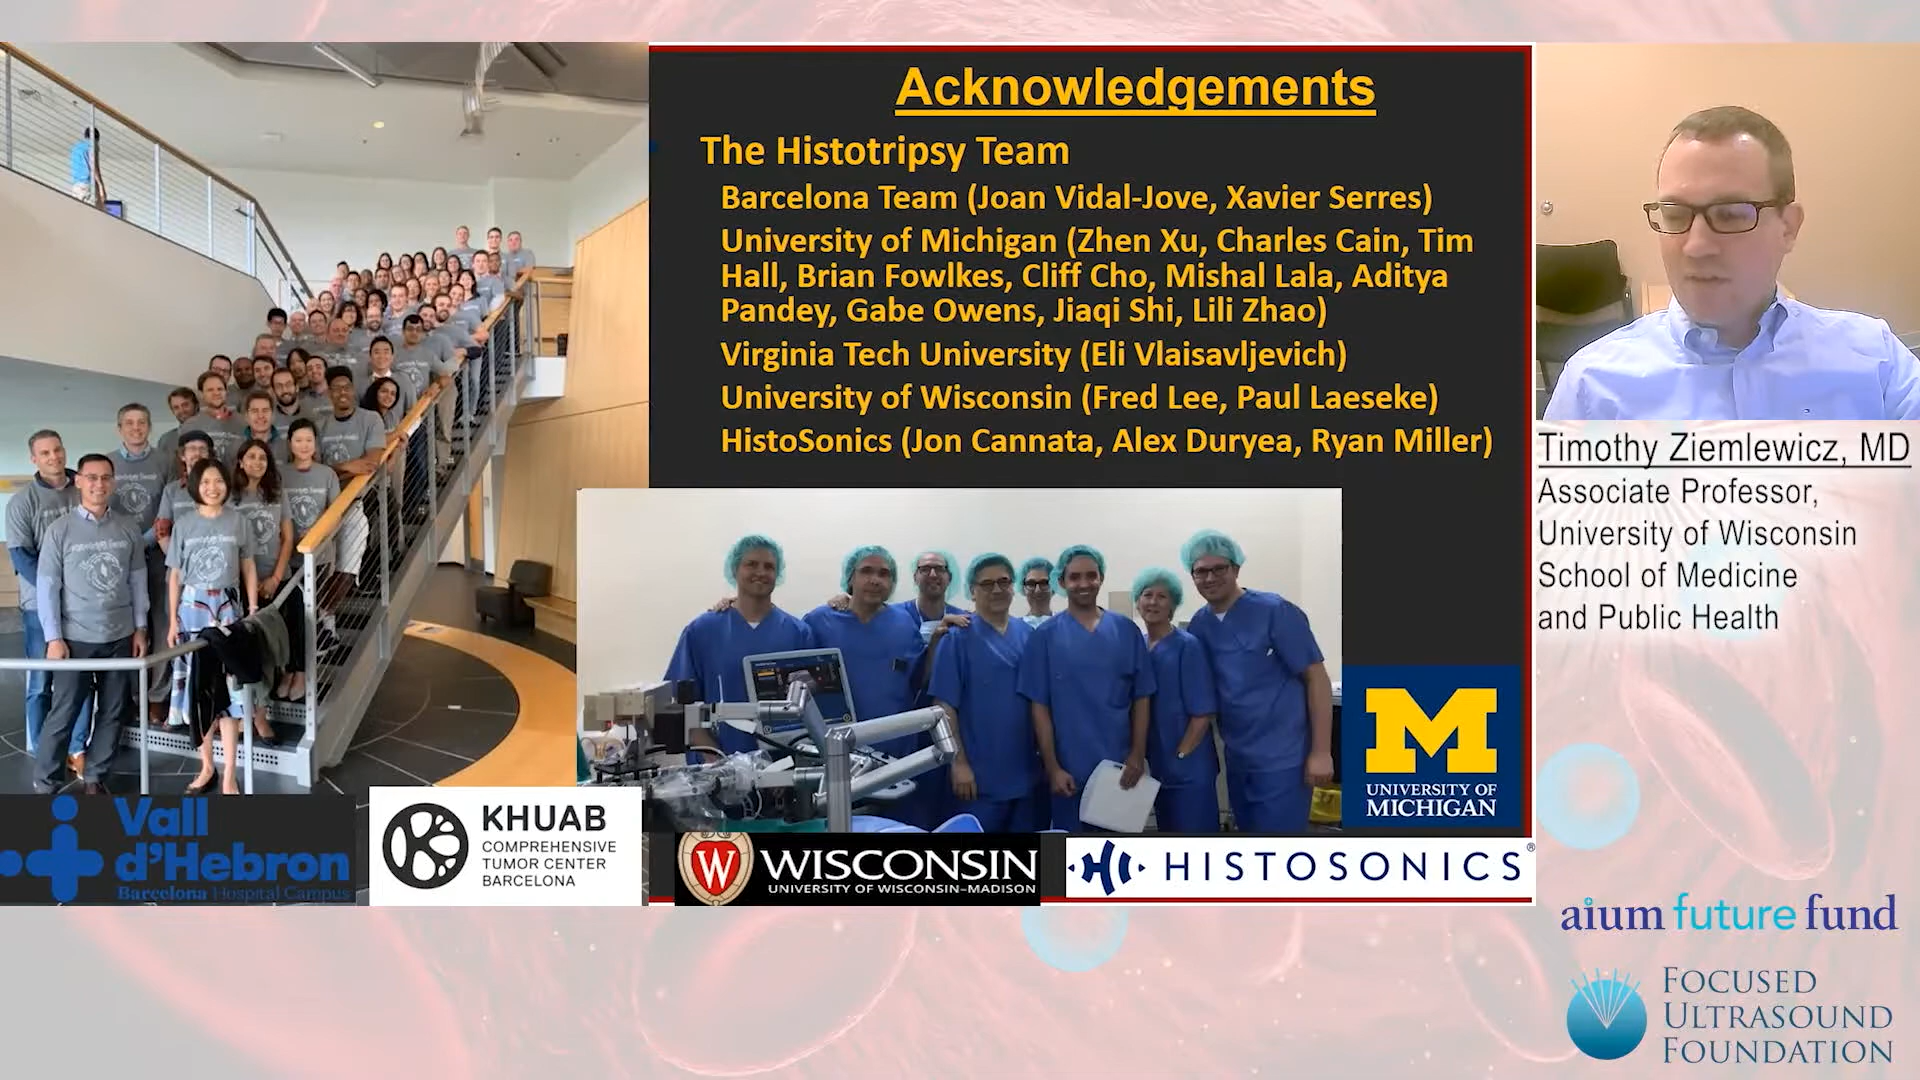 Acknowledgements
The Histotripsy Team
Barcelona Team (Joan Vidal-Jove, Xavier Serres)
University of Michigan (Zhen Xu, Charles Cain, Tim
Hall, Brian Fowlkes, Cliff Cho, Mishal Lala, Aditya
Pandey, Gabe Owens, Jiaqi Shi, Lili Zhao)
Virginia Tech University (Eli Vlaisavljevich)
University of Wisconsin (Fred Lee, Paul Laeseke)
HistoSonics (Jon Cannata, Alex Duryea, Ryan Miller)
Timothy Ziemlewicz, MD
Associate Professor,
University of Wisconsin
School of Medicine
and Public Health
M
UNIVERSITY OF
MICHIGAN
Vall
d'Hebron
Barcelona Hospital Campus
KHUAB
COMPREHENSIVE
TUMOR CENTER
BARCELONA
W
WISCONSIN
UNIVERSITY OF WISCONSIN–MADISON
HISTOSONICS®
aium future fund
FOCUSED
ULTRASOUND
FOUNDATION